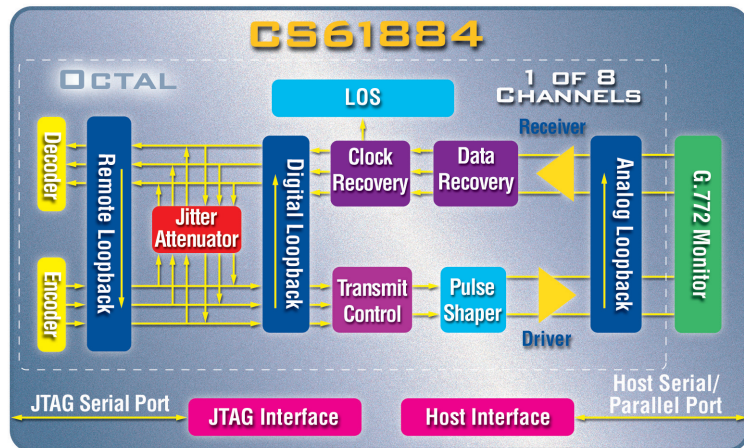 CS61884
OCTAL
1 OF 8
CHANNELS
LOS
Receiver
Decoder
Remote Loopback
Digital Loopback
Clock
Recovery
Data
Recovery
Analog Loopback
G.772 Monitor
Jitter
Attenuator
Encoder
Transmit
Control
Pulse
Shaper
Driver
JTAG Serial Port
JTAG Interface
Host Interface
Host Serial/
Parallel Port